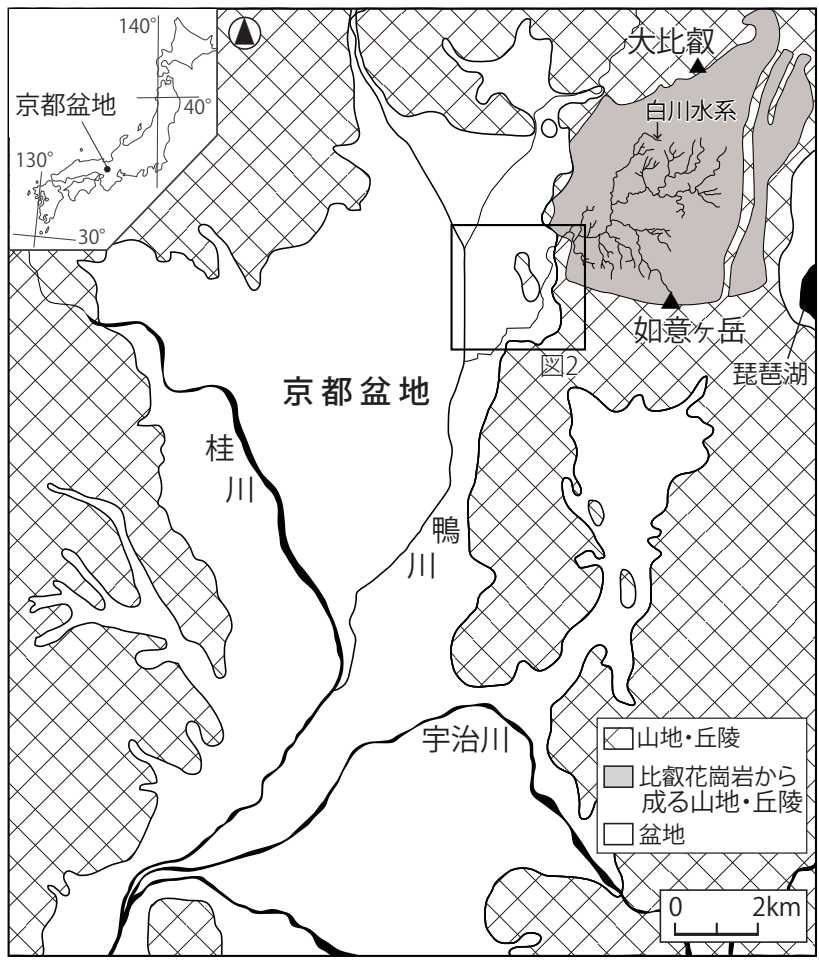 140°
京都盆地
40°
130°
30°
大比叡
白川水系
如意ヶ岳
図2
琵琶湖
京都盆地
桂川
鴨川
宇治川
山地・丘陵
比叡花崗岩から
成る山地・丘陵
盆地
0 2km